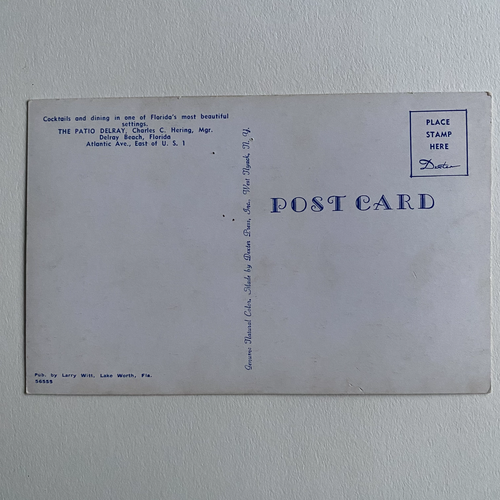 Cocktails and dining in one of Florida's most beautiful
settings.
THE PATIO DELRAY, Charles C. Hering, Mgr.
Delray Beach, Florida
Atlantic Ave., East of U. S. 1
Pub. by Larry Witt, Lake Worth, Fla.
56555
Genuine Natural Color. Made by Dexter Press, Inc., West Nyack, N. Y.
PLACE
STAMP
HERE
Dexter
POST CARD